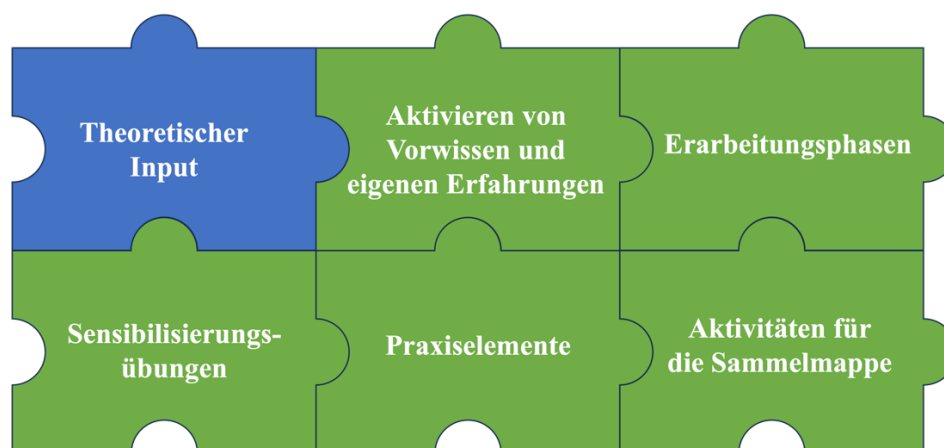 Theoretischer
Input
Aktivieren von
Vorwissen und
eigenen Erfahrungen
Erarbeitungsphasen
Sensibilisierungs-
übungen
Praxiselemente
Aktivitäten für
die Sammelmappe